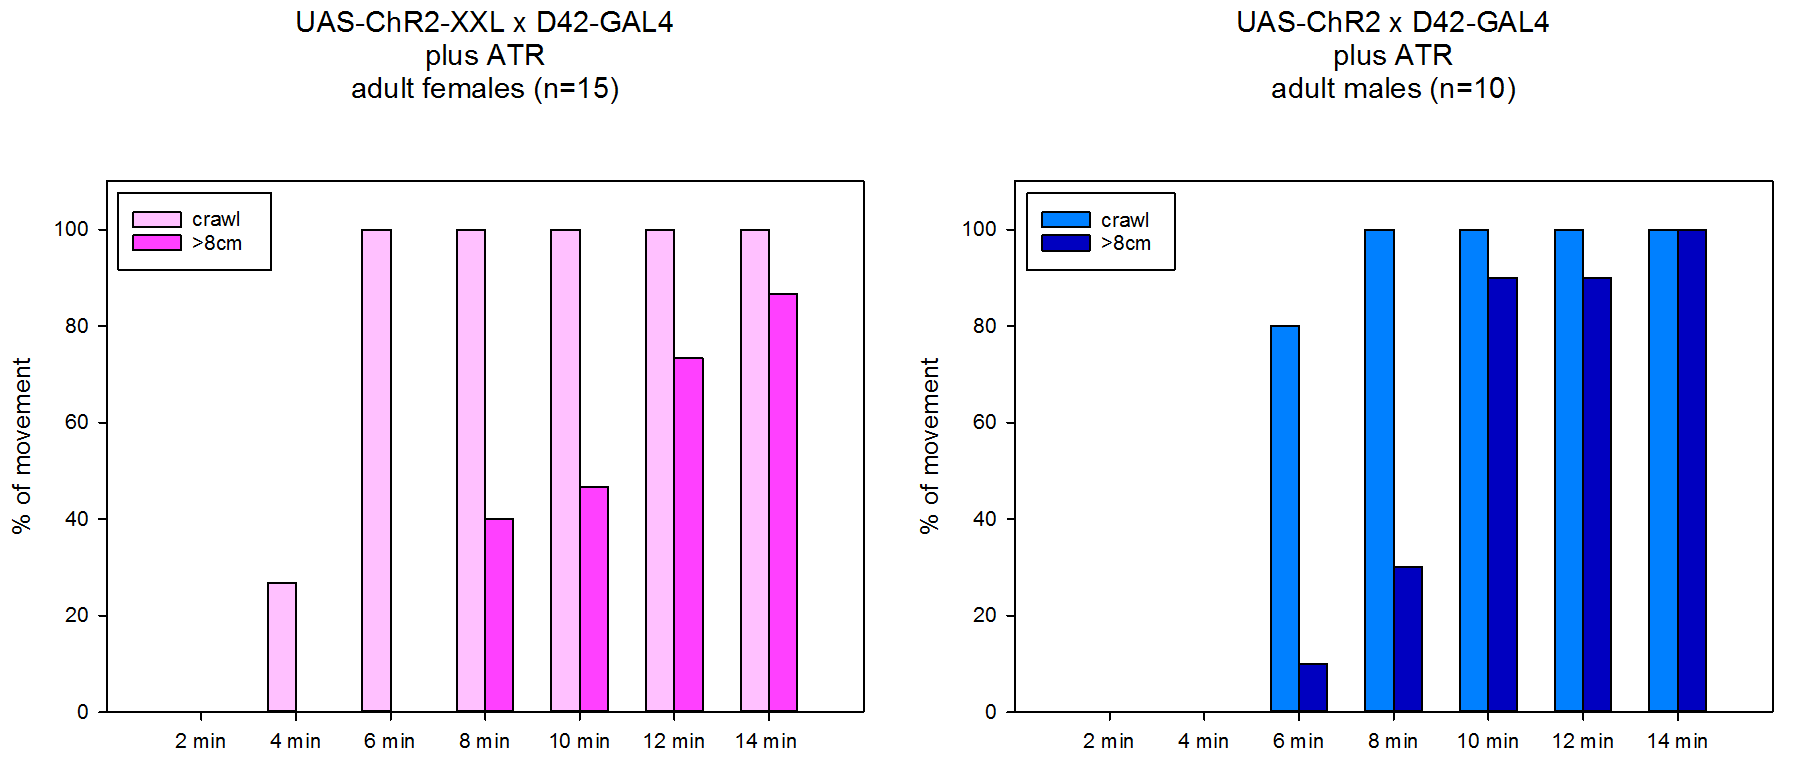 UAS-ChR2-XXL x D42-GAL4
plus ATR
adult females (n=15)
crawl
>8cm
% of movement
100
80
60
40
20
0
2 min 4 min 6 min 8 min 10 min 12 min 14 min
UAS-ChR2 x D42-GAL4
plus ATR
adult males (n=10)
crawl
>8cm
% of movement
100
80
60
40
20
0
2 min 4 min 6 min 8 min 10 min 12 min 14 min